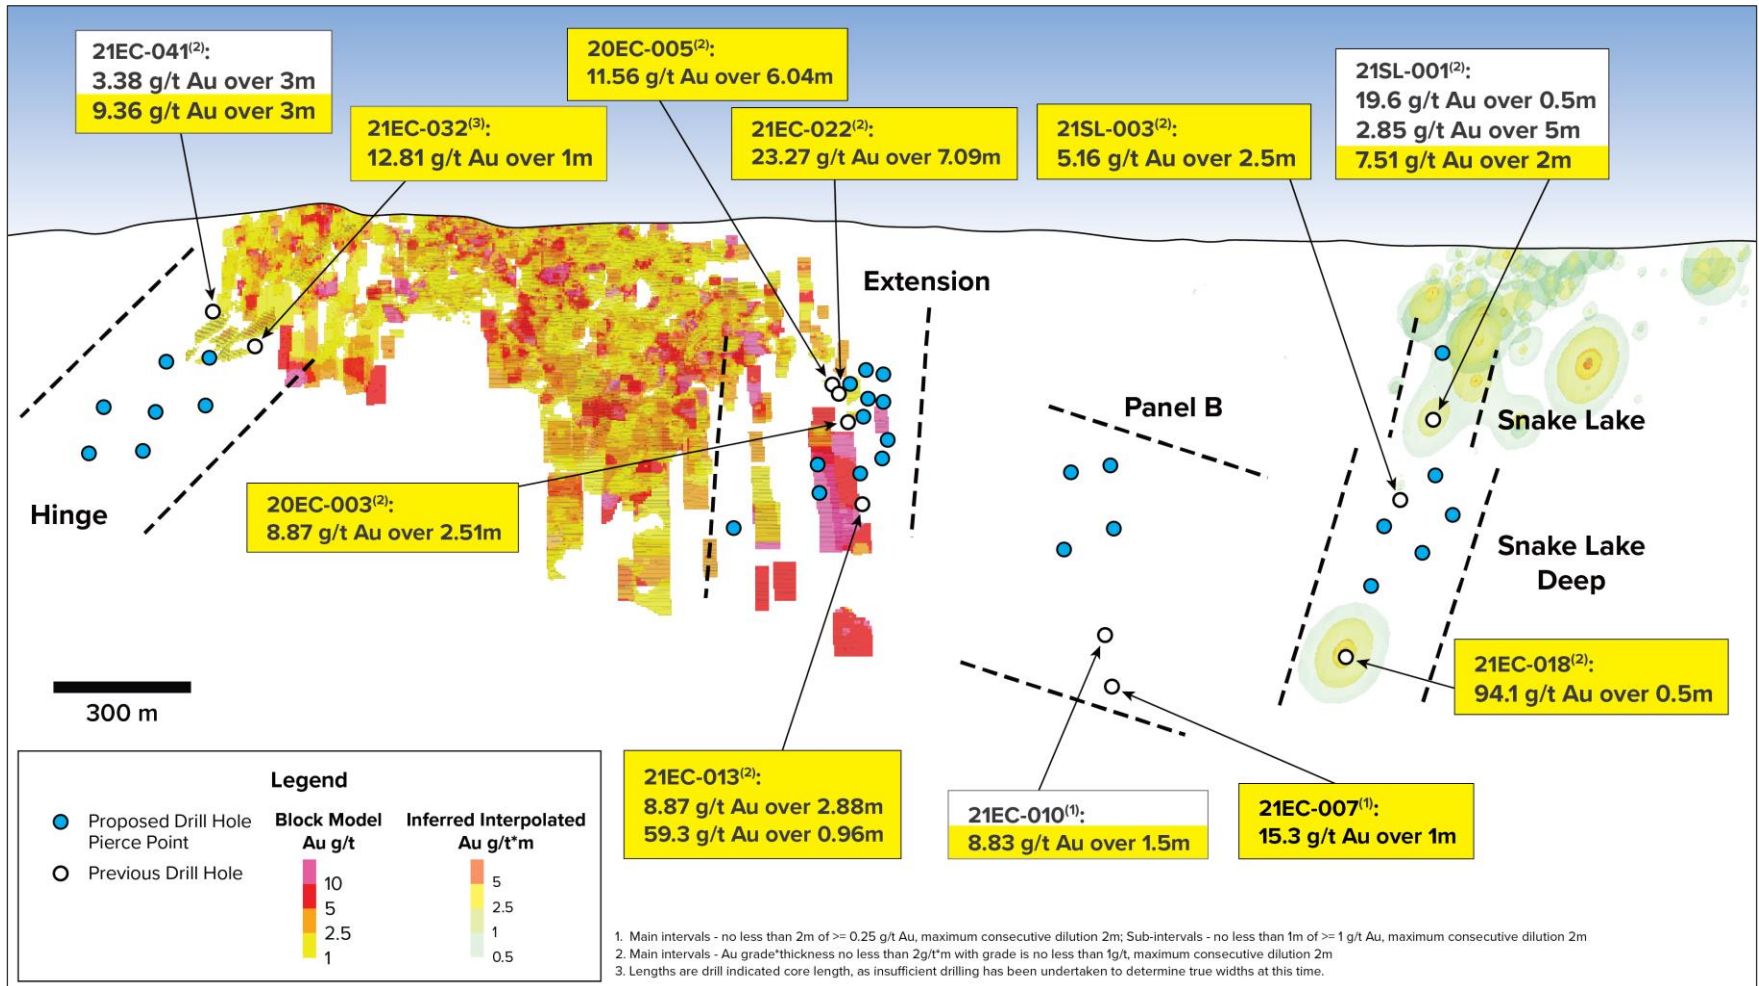 21EC-041(2):
3.38 g/t Au over 3m
9.36 g/t Au over 3m
21EC-032(3):
12.81 g/t Au over 1m
20EC-005(2):
11.56 g/t Au over 6.04m
21EC-022(2):
23.27 g/t Au over 7.09m
21SL-003(2):
5.16 g/t Au over 2.5m
21SL-001(2):
19.6 g/t Au over 0.5m
2.85 g/t Au over 5m
7.51 g/t Au over 2m
Extension
Panel B
Snake Lake
Hinge
20EC-003(2):
8.87 g/t Au over 2.51m
Snake Lake
Deep
21EC-018(2):
94.1 g/t Au over 0.5m
300 m
21EC-013(2):
8.87 g/t Au over 2.88m
59.3 g/t Au over 0.96m
21EC-010(1):
8.83 g/t Au over 1.5m
21EC-007(1):
15.3 g/t Au over 1m
Legend
Proposed Drill Hole
Pierce Point
Previous Drill Hole
Block Model
Au g/t
10
5
2.5
1
Inferred Interpolated
Au g/t*m
5
2.5
1
0.5
1. Main intervals - no less than 2m of >= 0.25 g/t Au, maximum consecutive dilution 2m; Sub-intervals - no less than 1m of >= 1 g/t Au, maximum consecutive dilution 2m
2. Main intervals - Au grade*thickness no less than 2g/t*m with grade is no less than 1g/t, maximum consecutive dilution 2m
3. Lengths are drill indicated core length, as insufficient drilling has been undertaken to determine true widths at this time.